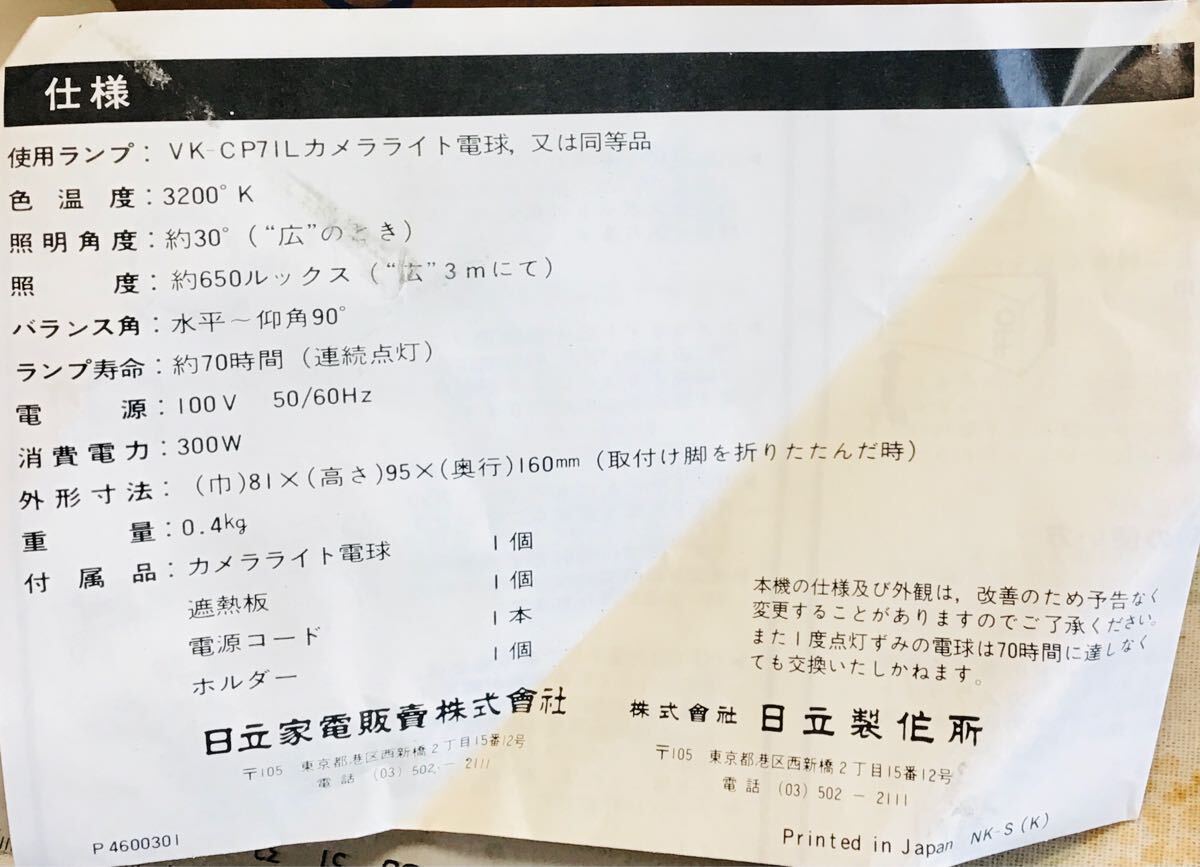 仕様
使用ランプ: VK-CP71Lカメラライト電球, 又は同等品
色温度: 3200°K
照明角度: 約30° (“広”のとき)
照度: 約650ルックス (“広”3mにて)
バランス角: 水平～仰角90°
ランプ寿命: 約70時間 (連続点灯)
電源: 100V 50/60Hz
消費電力: 300W
外形寸法: (巾)81×(高さ)95×(奥行)160mm (取付け脚を折りたたんだ時)
重量: 0.4kg
付属品: カメラライト電球 1個
遮熱板 1個
電源コード 1本
ホルダー 1個
本機の仕様及び外観は, 改善のため予告なく
変更することがありますのでご了承ください。
また1度点灯ずみの電球は70時間に達しなく
ても交換いたしかねます。
日立家電販賣株式會社
〒105 東京都港区西新橋2丁目15番12号
電話 (03) 502-2111
株式會社 日立製作所
〒105 東京都港区西新橋2丁目15番12号
電話 (03) 502-2111
P4600301
Printed in Japan NK-S(K)